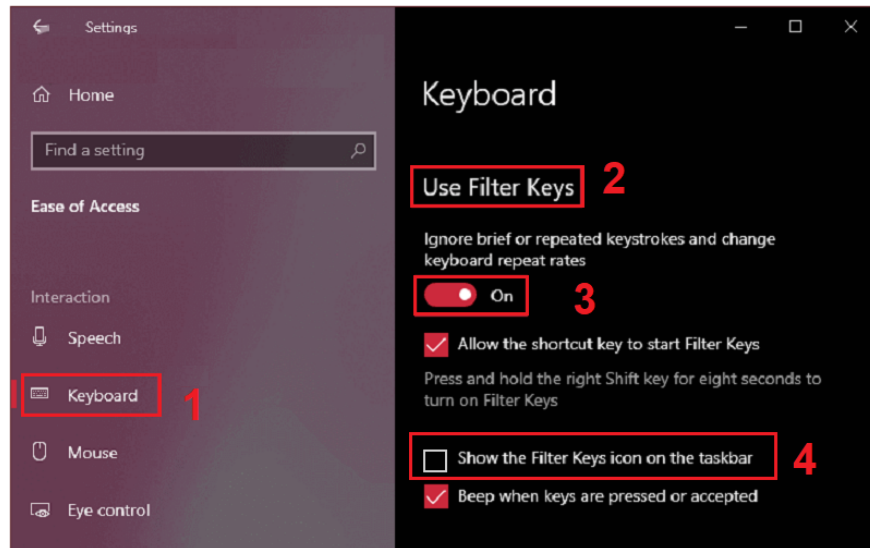 Settings
Home
Find a setting
Ease of Access
Interaction
Speech
Keyboard
1
Mouse
Eye control
Keyboard
Use Filter Keys
2
Ignore brief or repeated keystrokes and change
keyboard repeat rates
On
3
Allow the shortcut key to start Filter Keys
Press and hold the right Shift key for eight seconds to
turn on Filter Keys
Show the Filter Keys icon on the taskbar
4
Beep when keys are pressed or accepted